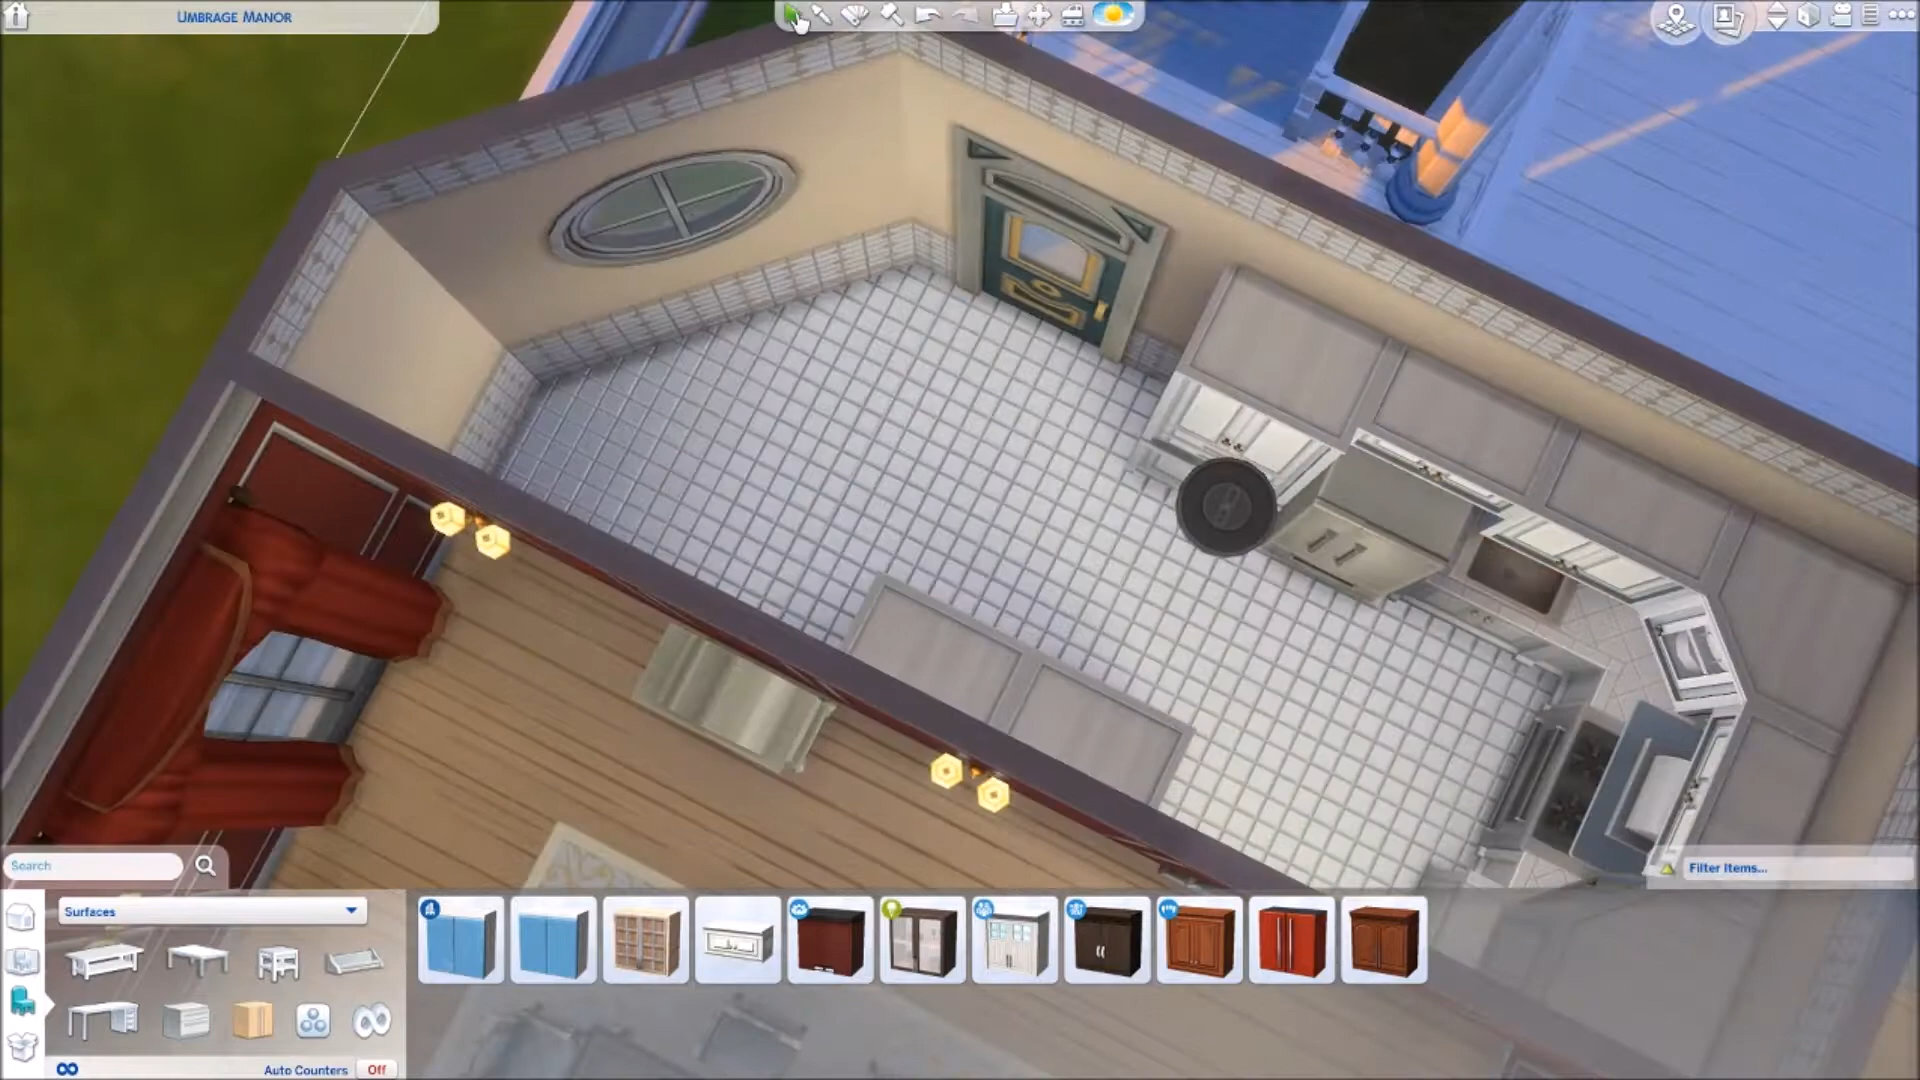 UMBRAGE MANOR
Search
Filter Items...
Surfaces
Auto Counters
Off